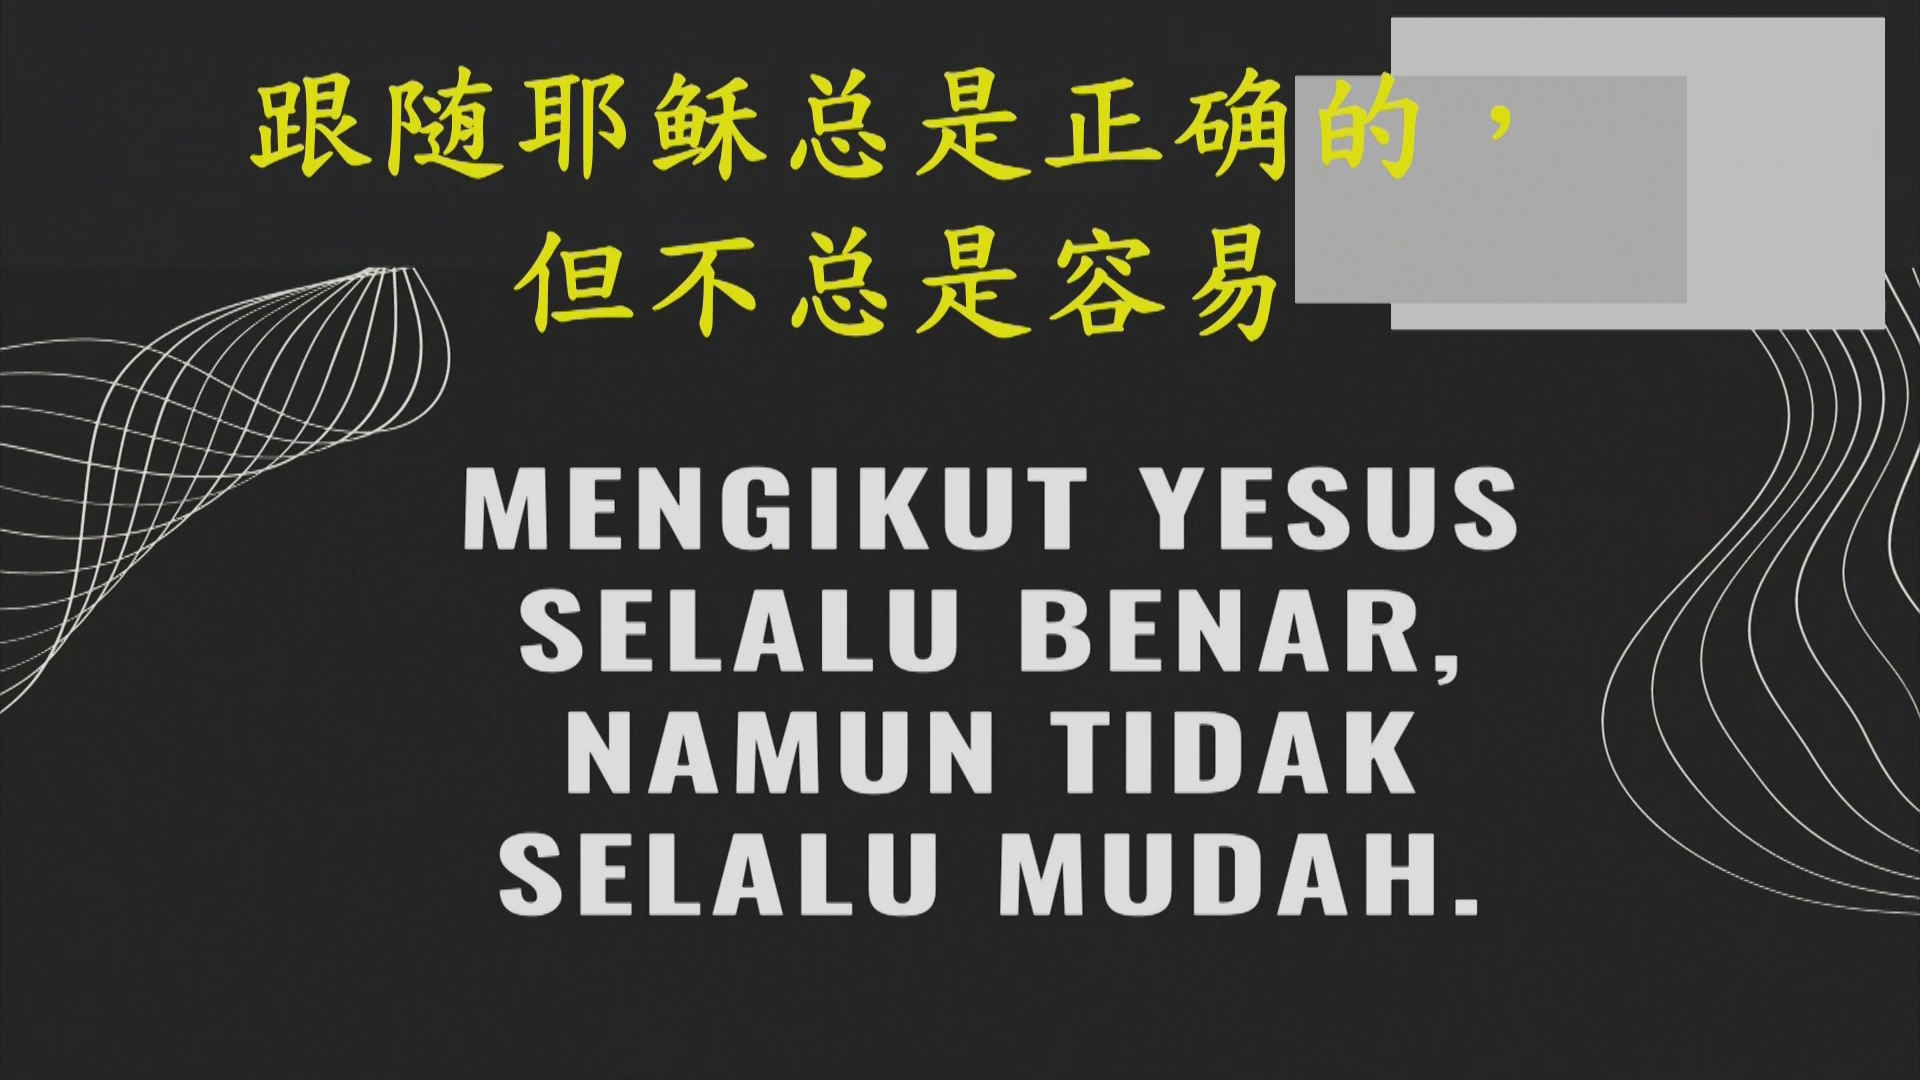 跟随耶稣总是正确的，
但不总是容易
MENGIKUT YESUS
SELALU BENAR,
NAMUN TIDAK
SELALU MUDAH.